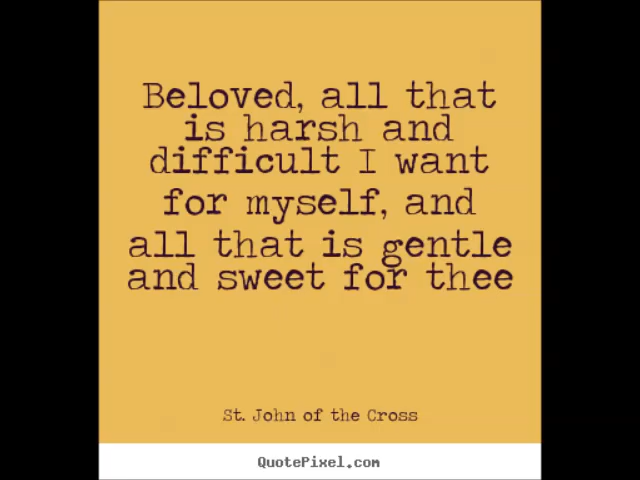 Beloved, all that
is harsh and
difficult I want
for myself, and
all that is gentle
and sweet for thee
St. John of the Cross
QuotePixel.com